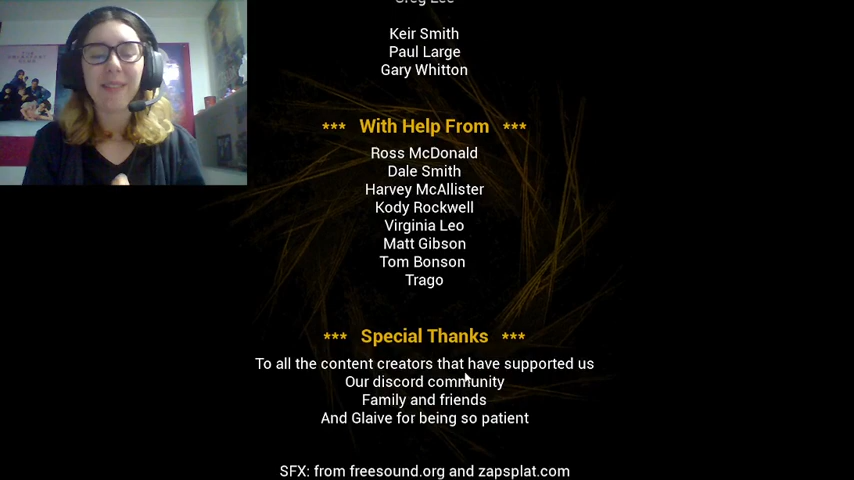 Greg Lee
Keir Smith
Paul Large
Gary Whitton
*** With Help From ***
Ross McDonald
Dale Smith
Harvey McAllister
Kody Rockwell
Virginia Leo
Matt Gibson
Tom Bonson
Trago
*** Special Thanks ***
To all the content creators that have supported us
Our discord community
Family and friends
And Glaive for being so patient
SFX: from freesound.org and zapsplat.com